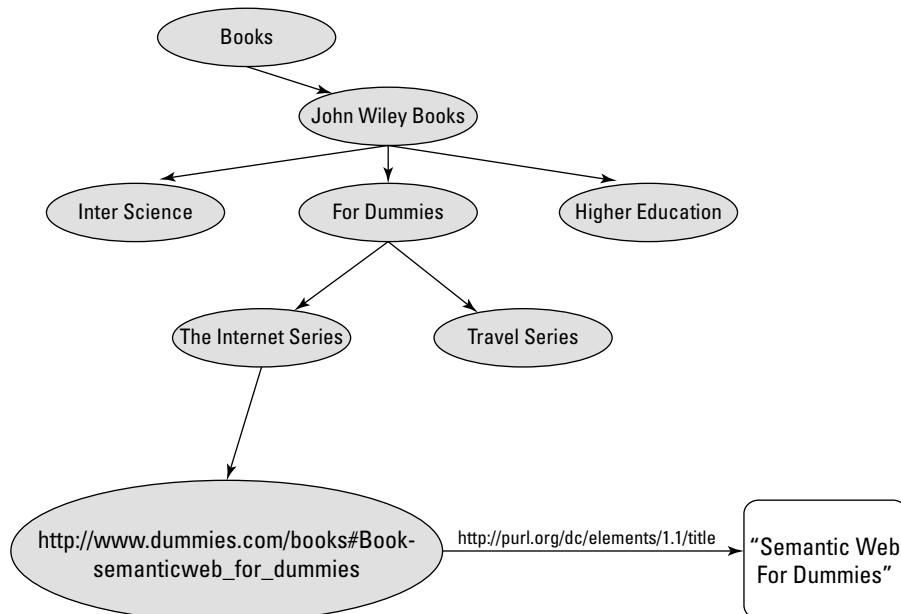 Books
John Wiley Books
Inter Science
For Dummies
Higher Education
The Internet Series
Travel Series
http://www.dummies.com/books#Book-
semanticweb_for_dummies
http://purl.org/dc/elements/1.1/title
“Semantic Web
For Dummies”